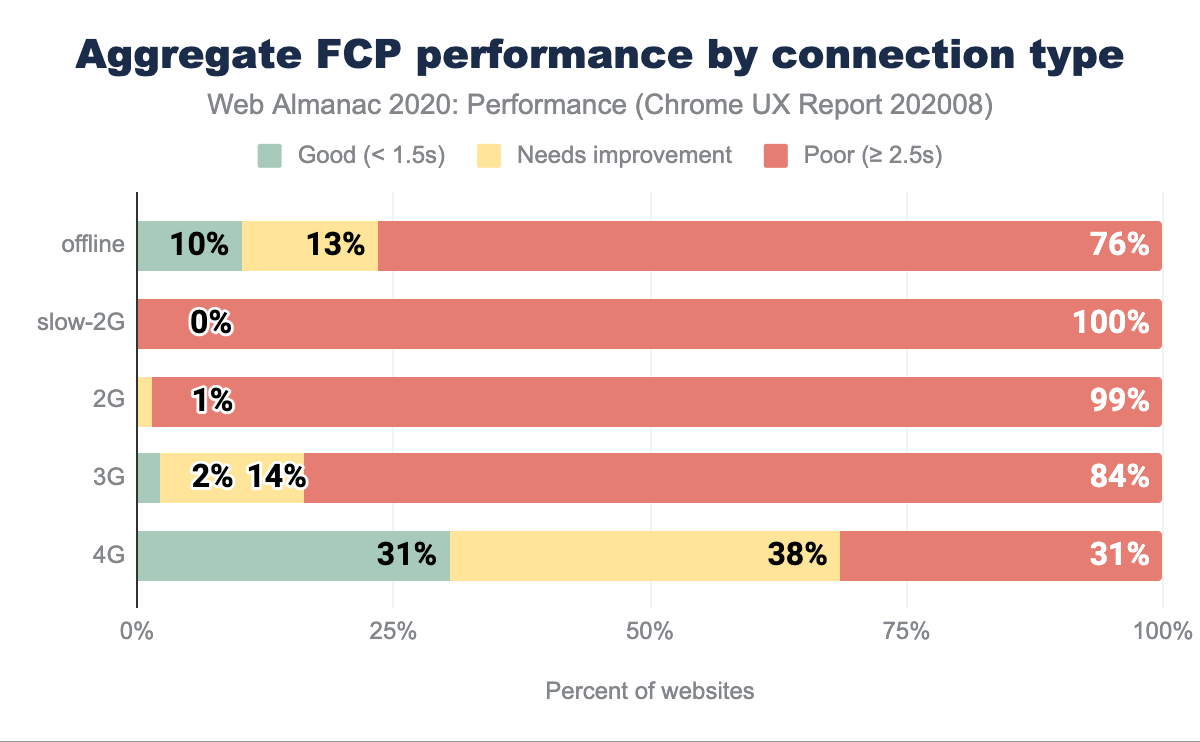 Aggregate FCP performance by connection type
Web Almanac 2020: Performance (Chrome UX Report 202008)
Good (< 1.5s) Needs improvement Poor (≥ 2.5s)
offline 10% 13% 76%
slow-2G 0% 100%
2G 1% 99%
3G 2% 14% 84%
4G 31% 38% 31%
0% 25% 50% 75% 100%
Percent of websites